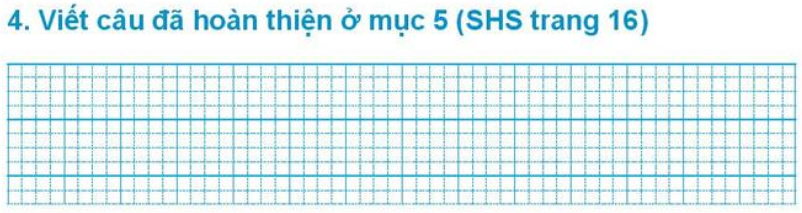 4. Viết câu đã hoàn thiện ở mục 5 (SHS trang 16)